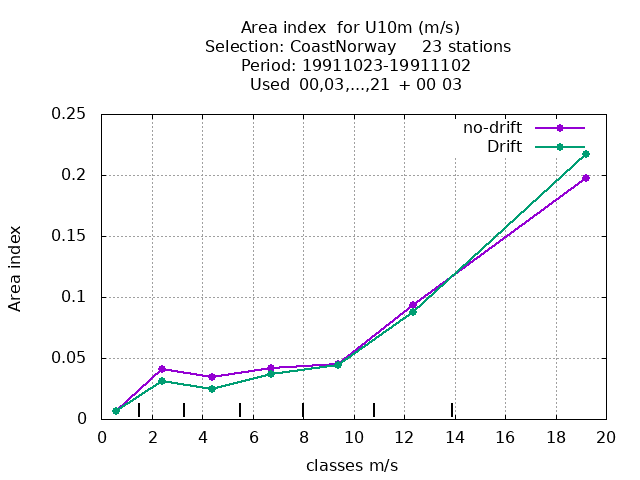 Area index for U10m (m/s)
Selection: CoastNorway 23 stations
Period: 19911023-19911102
Used 00,03,...,21 + 00 03
0.25
no-drift
Drift
0.2
0.15
Area index
0.1
0.05
0
0 2 4 6 8 10 12 14 16 18 20
classes m/s